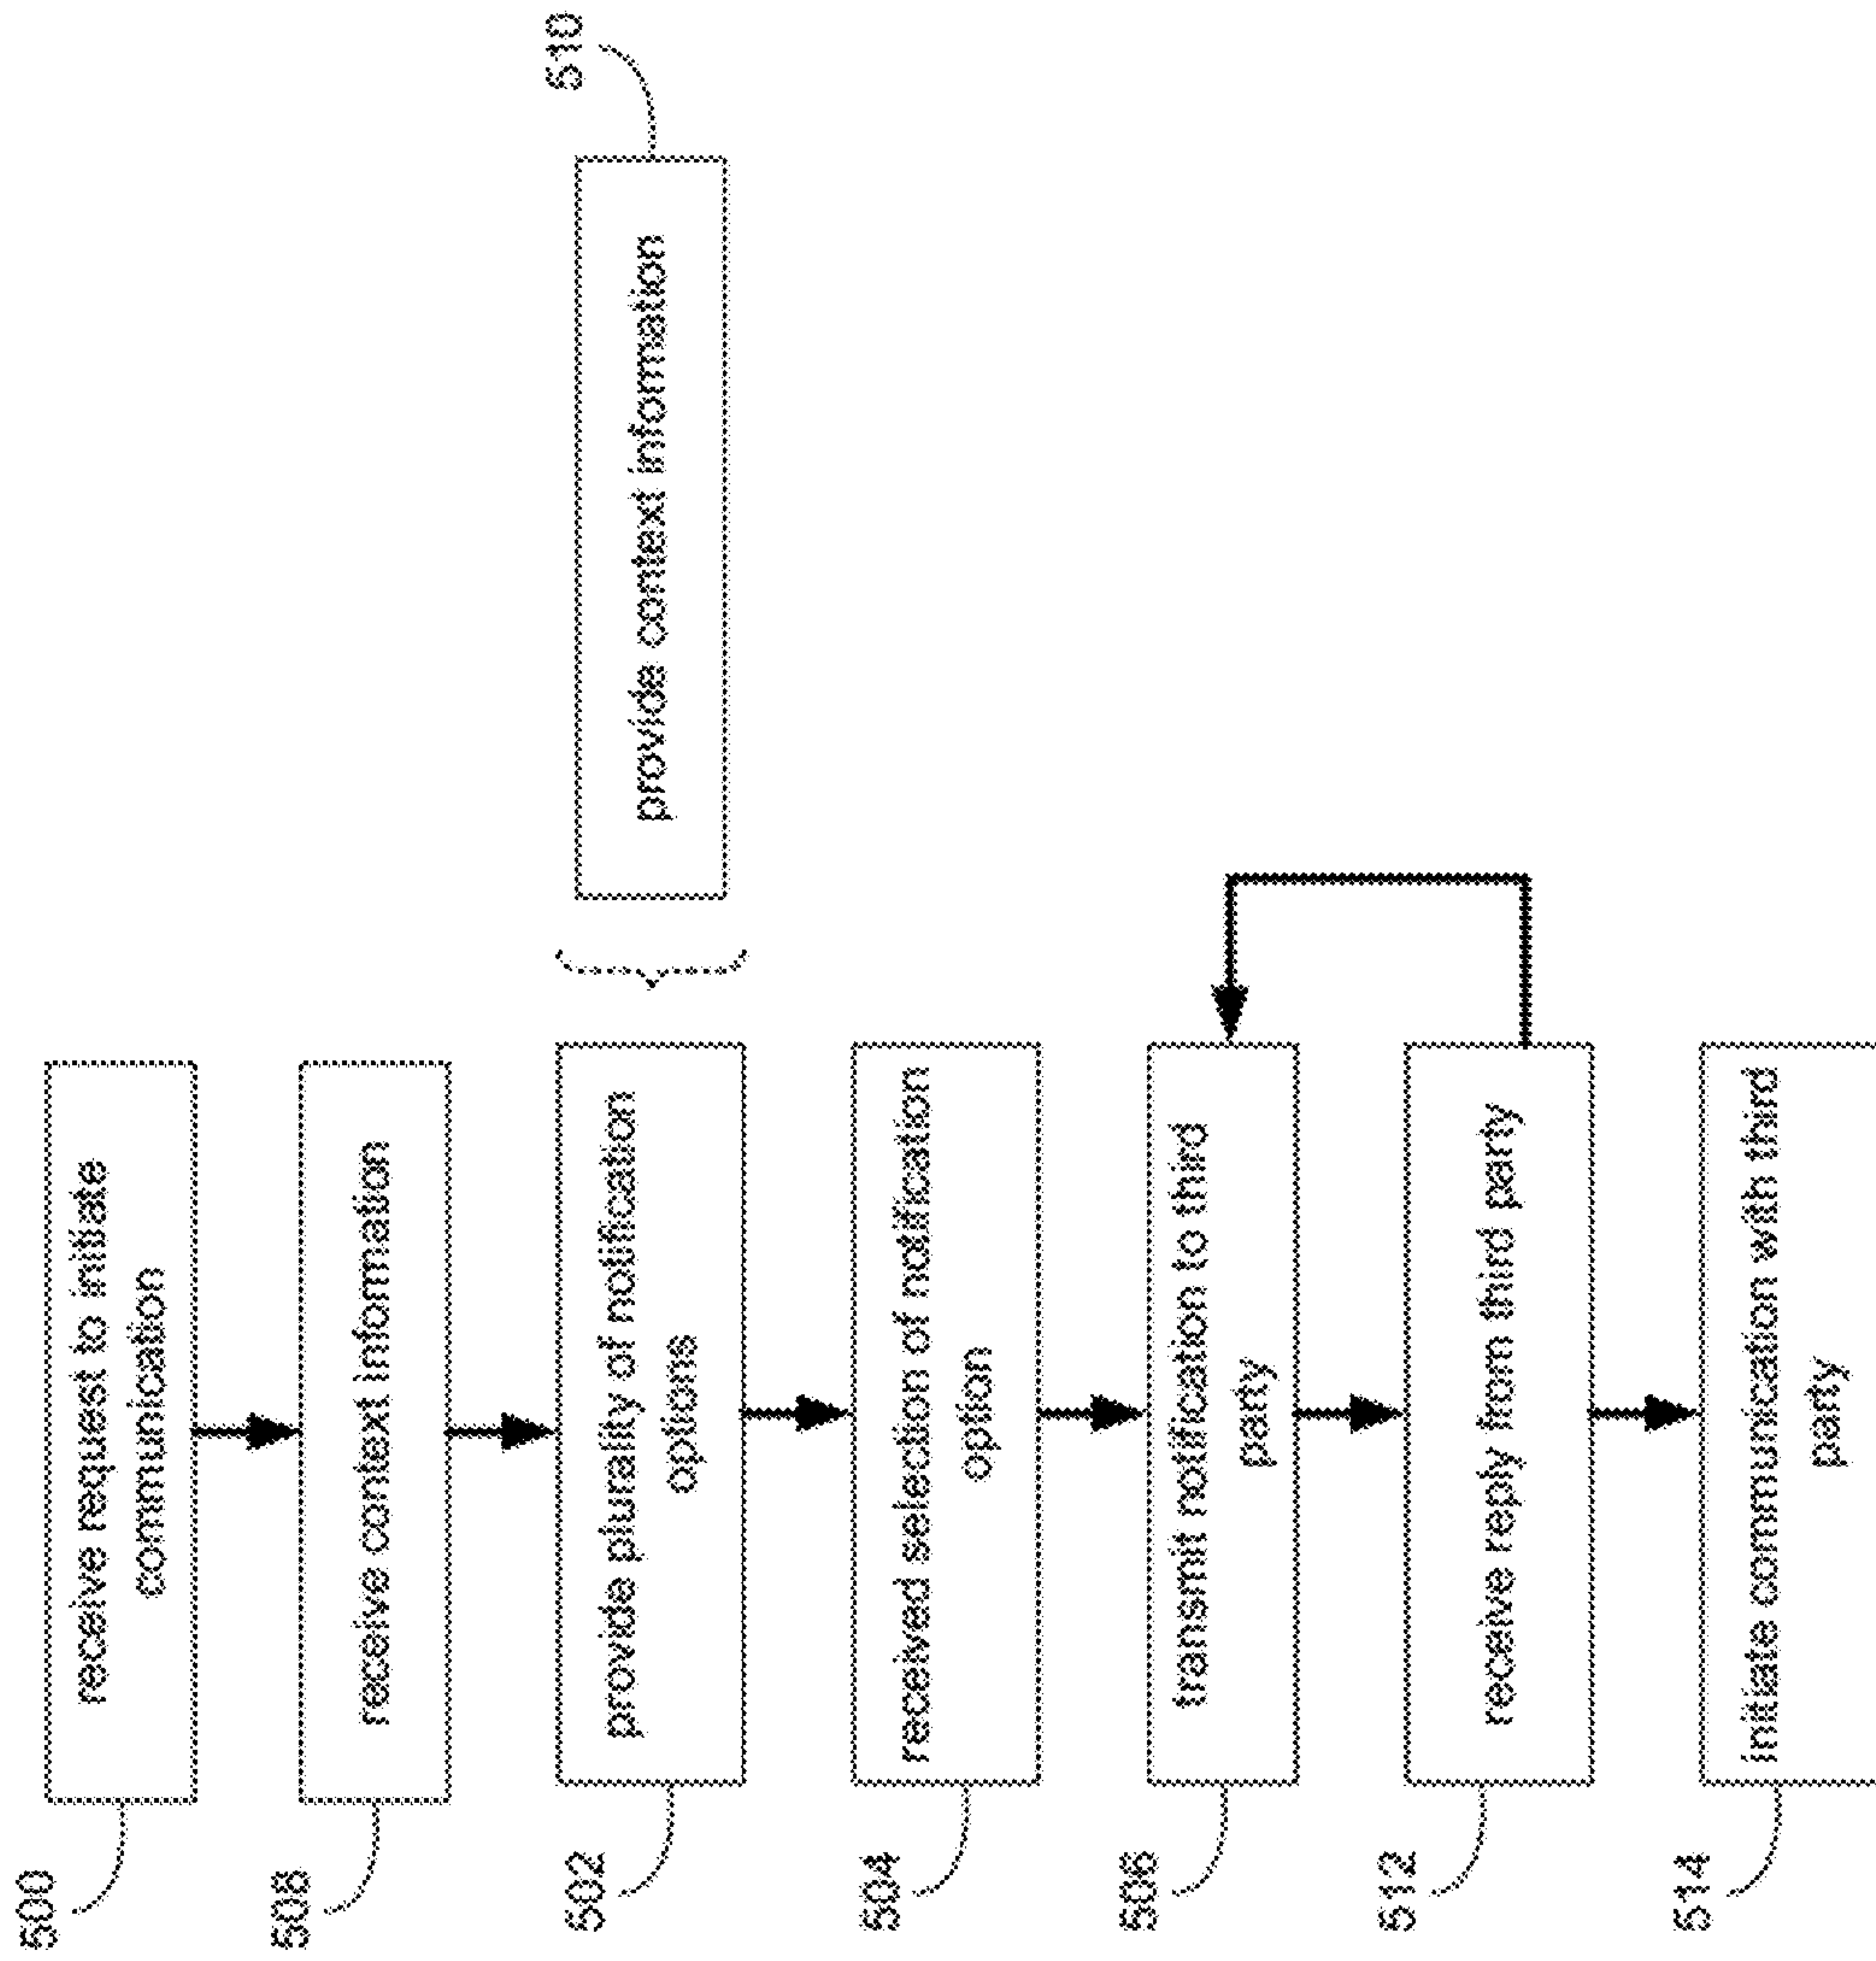 500
receive request to initiate
communication
508
receive context information
502
provide plurality of notification
options
510
provide context information
504
received selection of notification
option
506
transmit notification to third
party
512
receive reply from third party
514
initiate communication with third
party